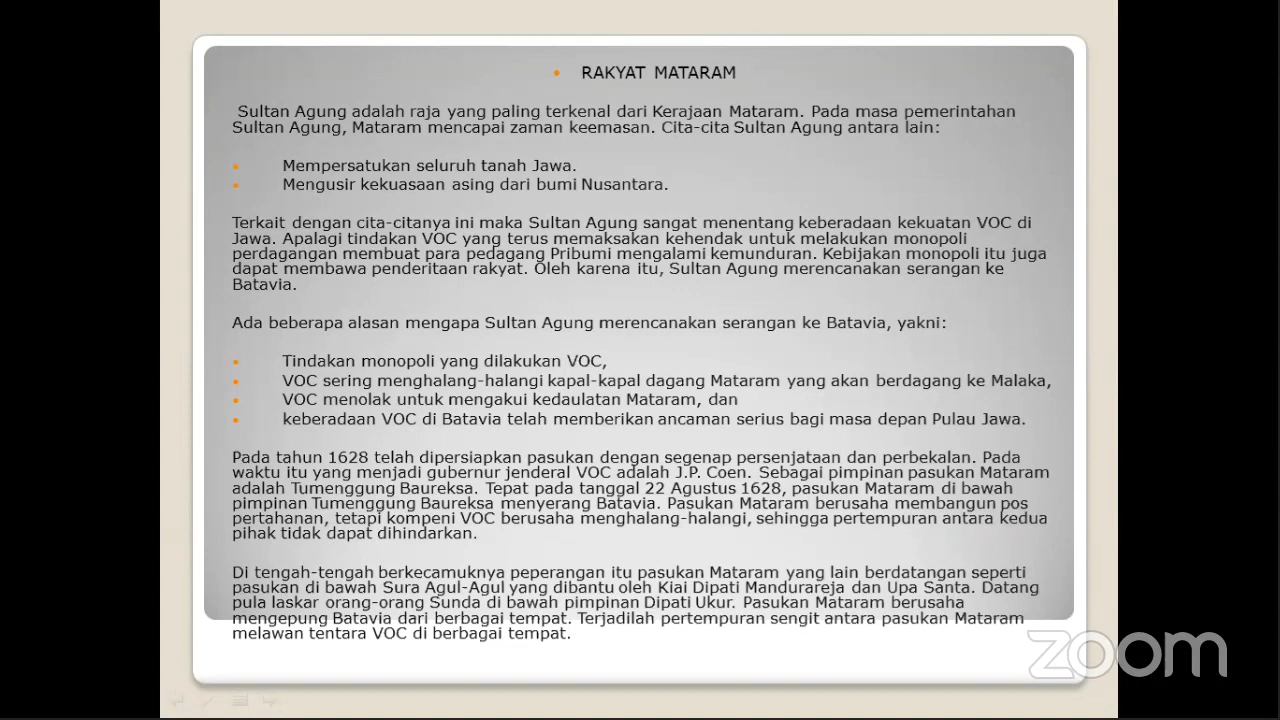 • RAKYAT MATARAM
Sultan Agung adalah raja yang paling terkenal dari Kerajaan Mataram. Pada masa pemerintahan
Sultan Agung, Mataram mencapai zaman keemasan. Cita-cita Sultan Agung antara lain:
• Mempersatukan seluruh tanah Jawa.
• Mengusir kekuasaan asing dari bumi Nusantara.
Terkait dengan cita-citanya ini maka Sultan Agung sangat menentang keberadaan kekuatan VOC di
Jawa. Apalagi tindakan VOC yang terus memaksakan kehendak untuk melakukan monopoli
perdagangan membuat para pedagang Pribumi mengalami kemunduran. Kebijakan monopoli itu juga
dapat membawa penderitaan rakyat. Oleh karena itu, Sultan Agung merencanakan serangan ke
Batavia.
Ada beberapa alasan mengapa Sultan Agung merencanakan serangan ke Batavia, yakni:
• Tindakan monopoli yang dilakukan VOC,
• VOC sering menghalang-halangi kapal-kapal dagang Mataram yang akan berdagang ke Malaka,
• VOC menolak untuk mengakui kedaulatan Mataram, dan
• keberadaan VOC di Batavia telah memberikan ancaman serius bagi masa depan Pulau Jawa.
Pada tahun 1628 telah dipersiapkan pasukan dengan segenap persenjataan dan perbekalan. Pada
waktu itu yang menjadi gubernur jenderal VOC adalah J.P. Coen. Sebagai pimpinan pasukan Mataram
adalah Tumenggung Baureksa. Tepat pada tanggal 22 Agustus 1628, pasukan Mataram di bawah
pimpinan Tumenggung Baureksa menyerang Batavia. Pasukan Mataram berusaha membangun pos
pertahanan, tetapi kompeni VOC berusaha menghalang-halangi, sehingga pertempuran antara kedua
pihak tidak dapat dihindarkan.
Di tengah-tengah berkecamuknya peperangan itu pasukan Mataram yang lain berdatangan seperti
pasukan di bawah Sura Agul-Agul yang dibantu oleh Kiai Dipati Mandurareja dan Upa Santa. Datang
pula laskar orang-orang Sunda di bawah pimpinan Dipati Ukur. Pasukan Mataram berusaha
mengepung Batavia dari berbagai tempat. Terjadilah pertempuran sengit antara pasukan Mataram
melawan tentara VOC di berbagai tempat.
zoom